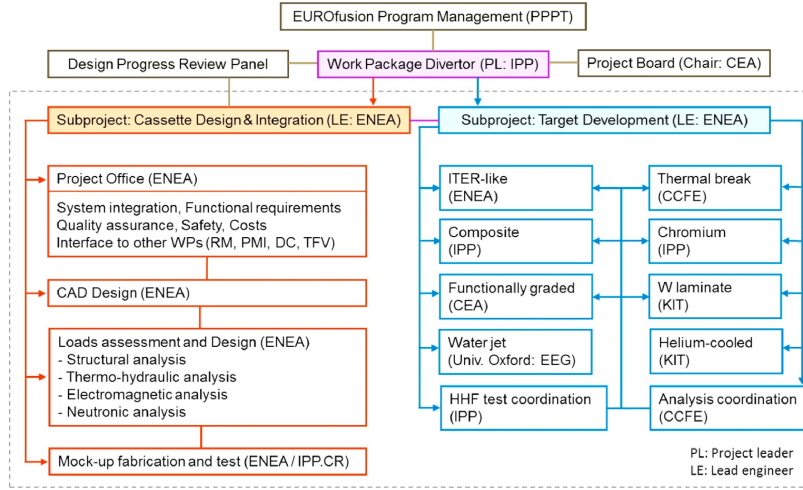 EUROfusion Program Management (PPPT)
Design Progress Review Panel
Work Package Divertor (PL: IPP)
Project Board (Chair: CEA)
Subproject: Cassette Design & Integration (LE: ENEA)
Subproject: Target Development (LE: ENEA)
Project Office (ENEA)
System integration, Functional requirements
Quality assurance, Safety, Costs
Interface to other WPs (RM, PMI, DC, TFV)
CAD Design (ENEA)
Loads assessment and Design (ENEA)
- Structural analysis
- Thermo-hydraulic analysis
- Electromagnetic analysis
- Neutronic analysis
Mock-up fabrication and test (ENEA / IPP.CR)
ITER-like
(ENEA)
Thermal break
(CCFE)
Composite
(IPP)
Chromium
(IPP)
Functionally graded
(CEA)
W laminate
(KIT)
Water jet
(Univ. Oxford: EEG)
Helium-cooled
(KIT)
HHF test coordination
(IPP)
Analysis coordination
(CCFE)
PL: Project leader
LE: Lead engineer